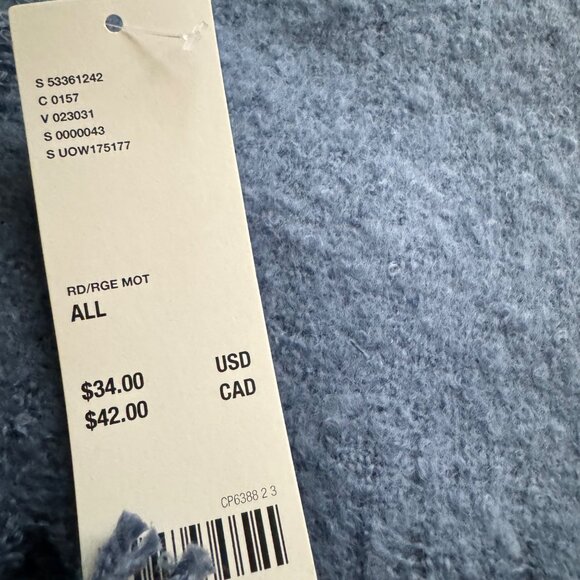 S 53361242
C 0157
V 023031
S 0000043
S UOW175177
RD/RGE MOT
ALL
$34.00 USD
$42.00 CAD
CP6388 2 3